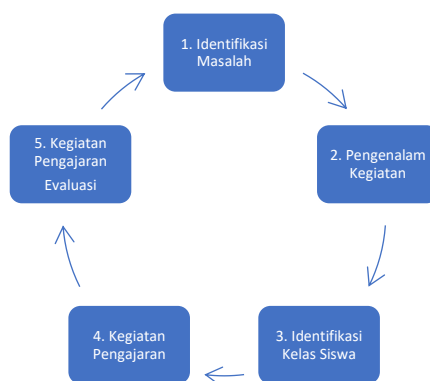 1. Identifikasi
Masalah
2. Pengenalam
Kegiatan
3. Identifikasi
Kelas Siswa
4. Kegiatan
Pengajaran
5. Kegiatan
Pengajaran
Evaluasi